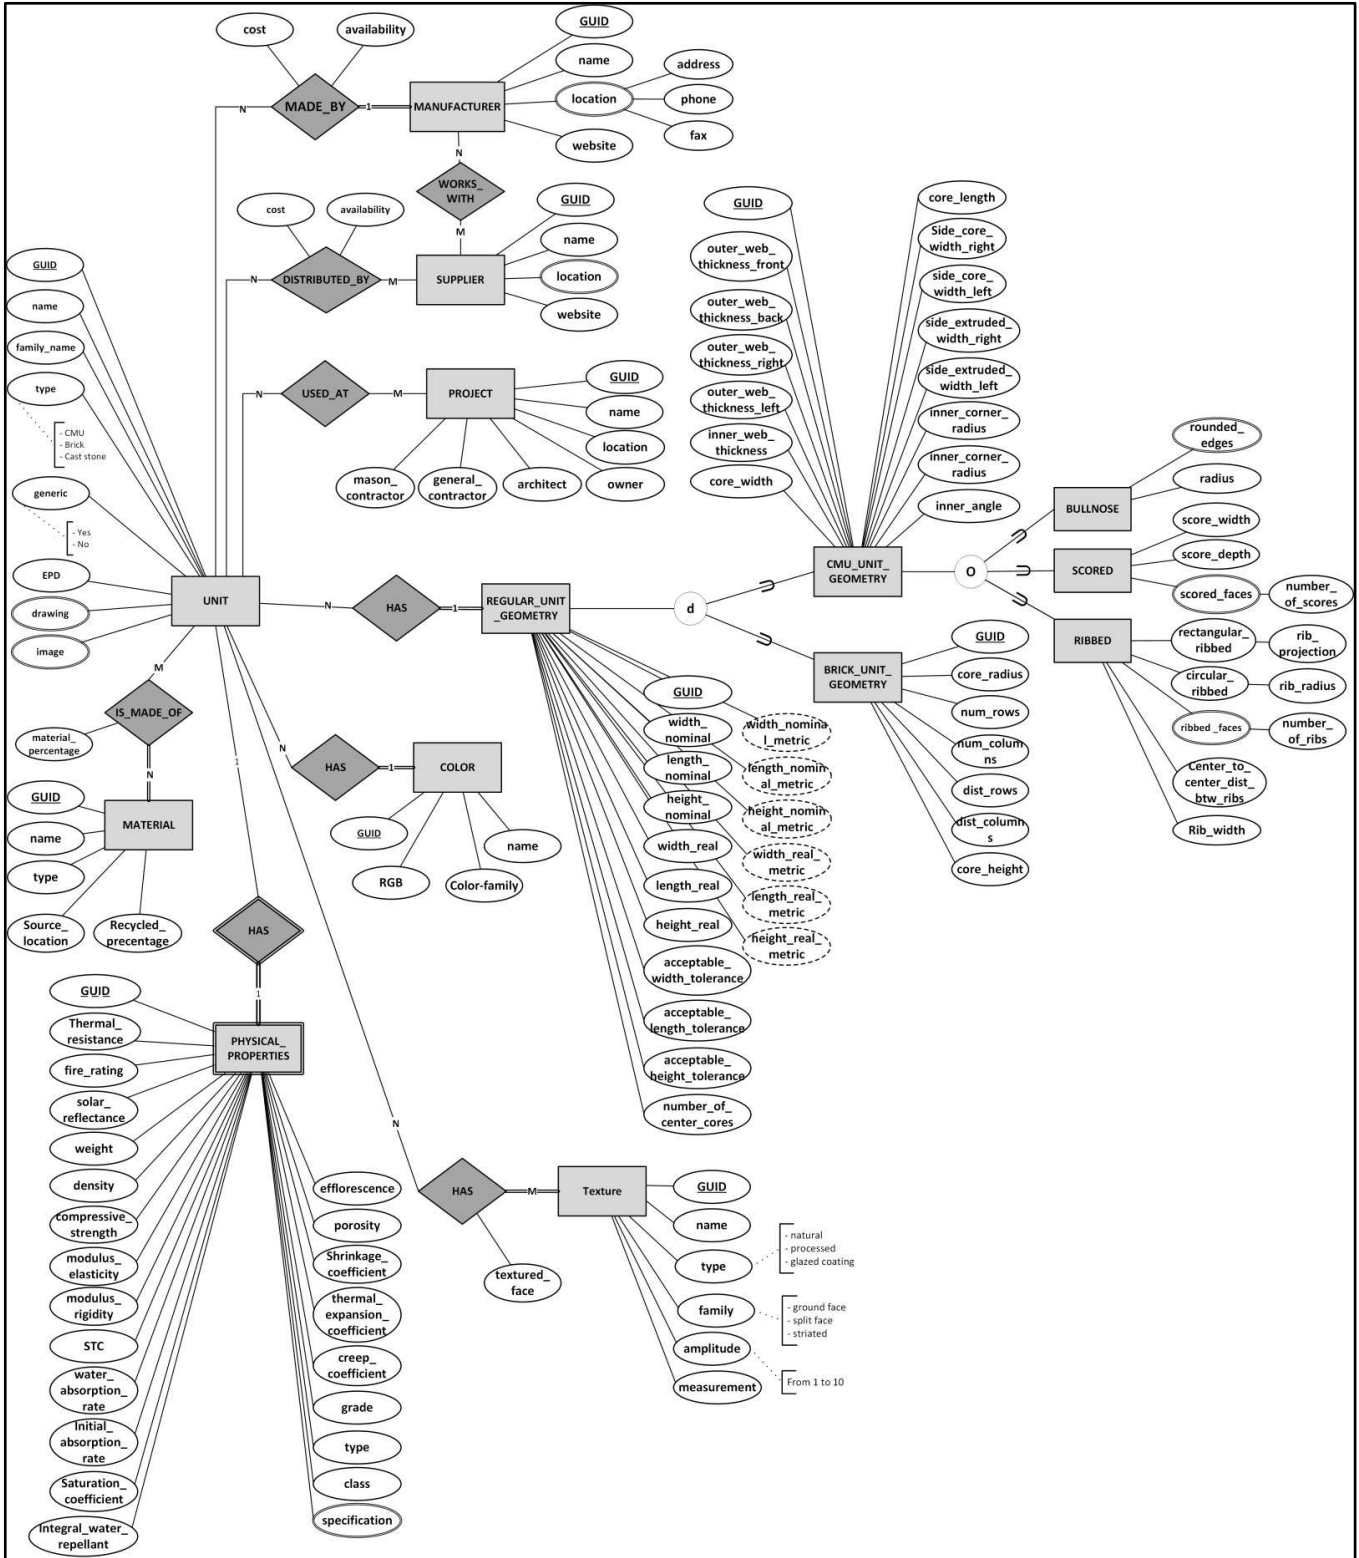 cost
availability
MADE_BY
N
1
MANUFACTURER
GUID
name
location
address
phone
fax
website
N
WORKS_
WITH
M
cost
availability
N
DISTRIBUTED_BY
M
SUPPLIER
GUID
name
location
website
N
USED_AT
M
PROJECT
GUID
name
location
owner
architect
general_
contractor
mason_
contractor
GUID
name
family_name
type
- CMU
- Brick
- Cast stone
generic
- Yes
- No
EPD
drawing
image
UNIT
N
HAS
1
REGULAR_UNIT
_GEOMETRY
d
GUID
outer_web_
thickness_front
outer_web_
thickness_back
outer_web_
thickness_right
outer_web_
thickness_left
inner_web_
thickness
core_width
core_length
Side_core_
width_right
side_core_
width_left
side_extruded_
width_right
side_extruded_
width_left
inner_corner_
radius
inner_corner_
radius
inner_angle
CMU_UNIT_
GEOMETRY
O
BULLNOSE
rounded_
edges
radius
SCORED
score_width
score_depth
scored_faces
number_
of_scores
RIBBED
rectangular_
ribbed
rib_
projection
circular_
ribbed
rib_radius
ribbed _faces
number_
of_ribs
Center_to_
center_dist_
btw_ribs
Rib_width
BRICK_UNIT_
GEOMETRY
GUID
core_radius
num_rows
num_colum
ns
dist_rows
dist_column
s
core_height
GUID
width_
nominal
length_
nominal
height_
nominal
width_real
length_real
height_real
acceptable_
width_tolerance
acceptable_
length_tolerance
acceptable_
height_tolerance
number_of_
center_cores
width_nomina
l_metric
length_nomin
al_metric
height_nomin
al_metric
width_real_
metric
length_real_
metric
height_real_
metric
M
IS_MADE_OF
material_
percentage
N
MATERIAL
GUID
name
type
Source_
location
Recycled_
precentage
N
HAS
1
COLOR
GUID
RGB
Color-family
name
1
HAS
1
PHYSICAL_
PROPERTIES
GUID
Thermal_
resistance
fire_rating
solar_
reflectance
weight
density
compressive_
strength
modulus_
elasticity
modulus_
rigidity
STC
water_
absorption_
rate
Initial_
absorption_
rate
Saturation_
coefficient
Integral_water_
repellant
efflorescence
porosity
Shrinkage_
coefficient
thermal_
expansion_
coefficient
creep_
coefficient
grade
type
class
specification
N
HAS
M
textured_
face
Texture
GUID
name
type
- natural
- processed
- glazed coating
family
- ground face
- split face
- striated
amplitude
From 1 to 10
measurement